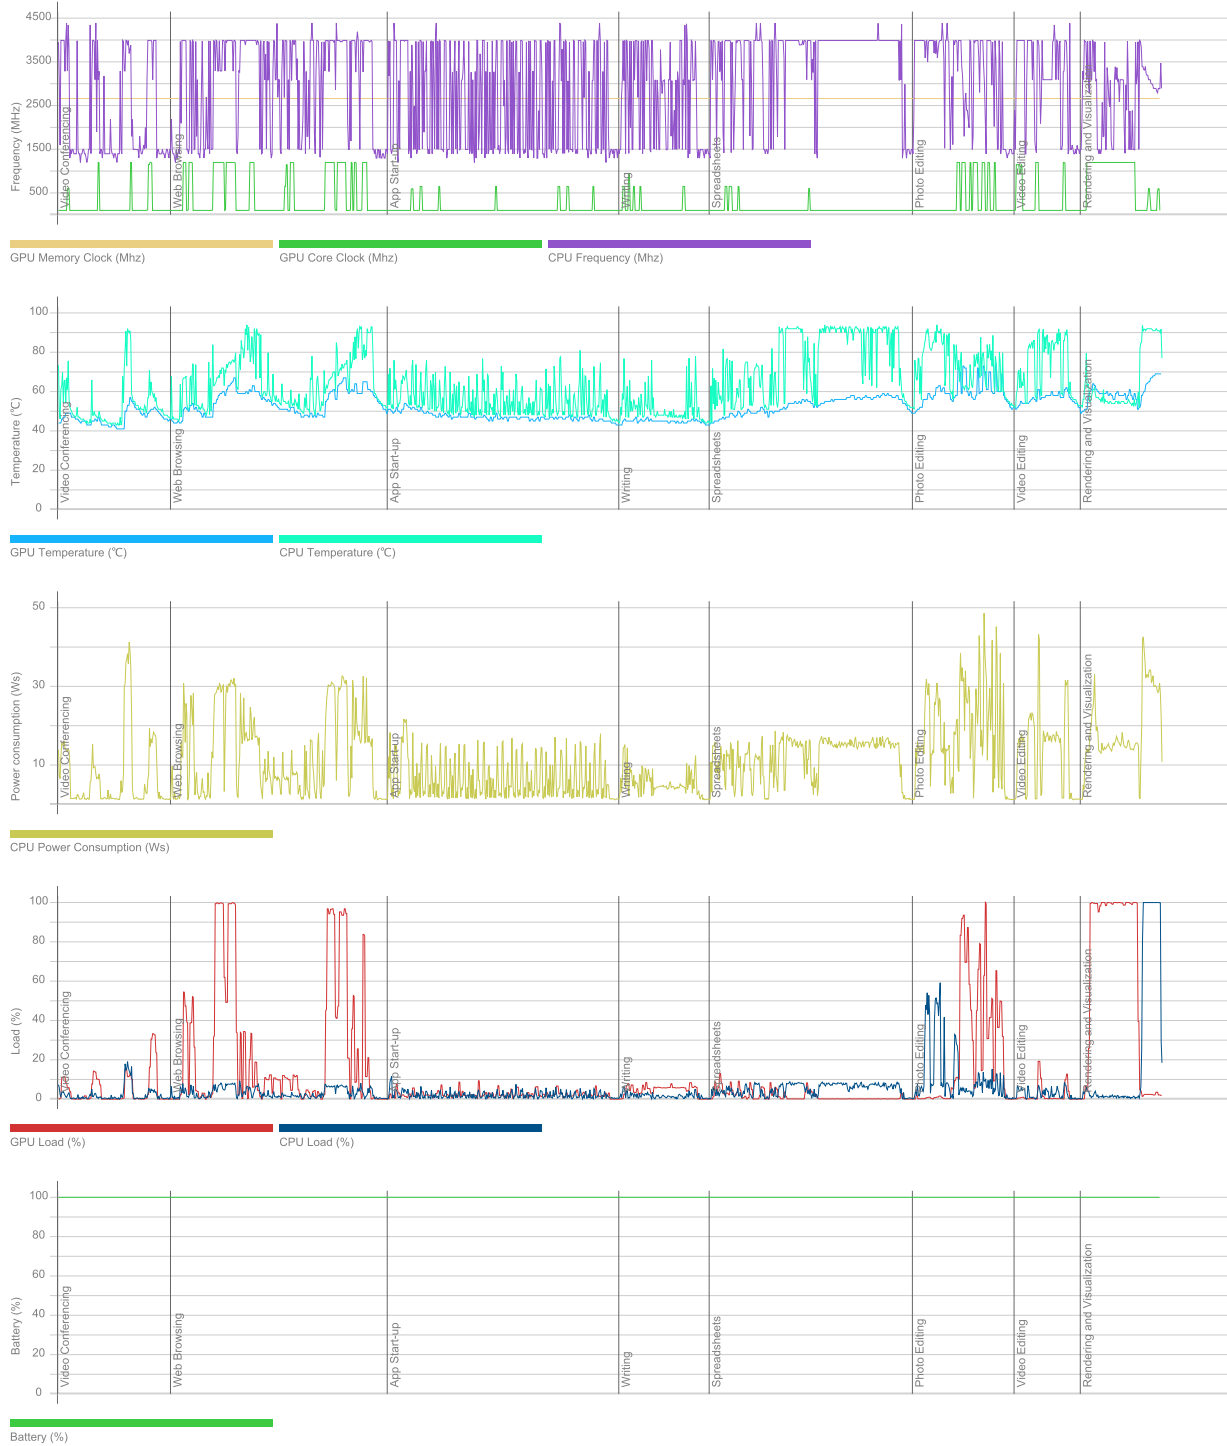 4500
3500
2500
1500
500
Frequency (MHz)
Video Conferencing
Web Browsing
App Start-up
Writing
Spreadsheets
Photo Editing
Video Editing
Rendering and Visualization
GPU Memory Clock (Mhz)
GPU Core Clock (Mhz)
CPU Frequency (Mhz)
100
80
60
40
20
0
Temperature (℃)
Video Conferencing
Web Browsing
App Start-up
Writing
Spreadsheets
Photo Editing
Video Editing
Rendering and Visualization
GPU Temperature (℃)
CPU Temperature (℃)
50
30
10
Power consumption (Ws)
Video Conferencing
Web Browsing
App Start-up
Writing
Spreadsheets
Photo Editing
Video Editing
Rendering and Visualization
CPU Power Consumption (Ws)
100
80
60
40
20
0
Load (%)
Video Conferencing
Web Browsing
App Start-up
Writing
Spreadsheets
Photo Editing
Video Editing
Rendering and Visualization
GPU Load (%)
CPU Load (%)
100
80
60
40
20
0
Battery (%)
Video Conferencing
Web Browsing
App Start-up
Writing
Spreadsheets
Photo Editing
Video Editing
Rendering and Visualization
Battery (%)